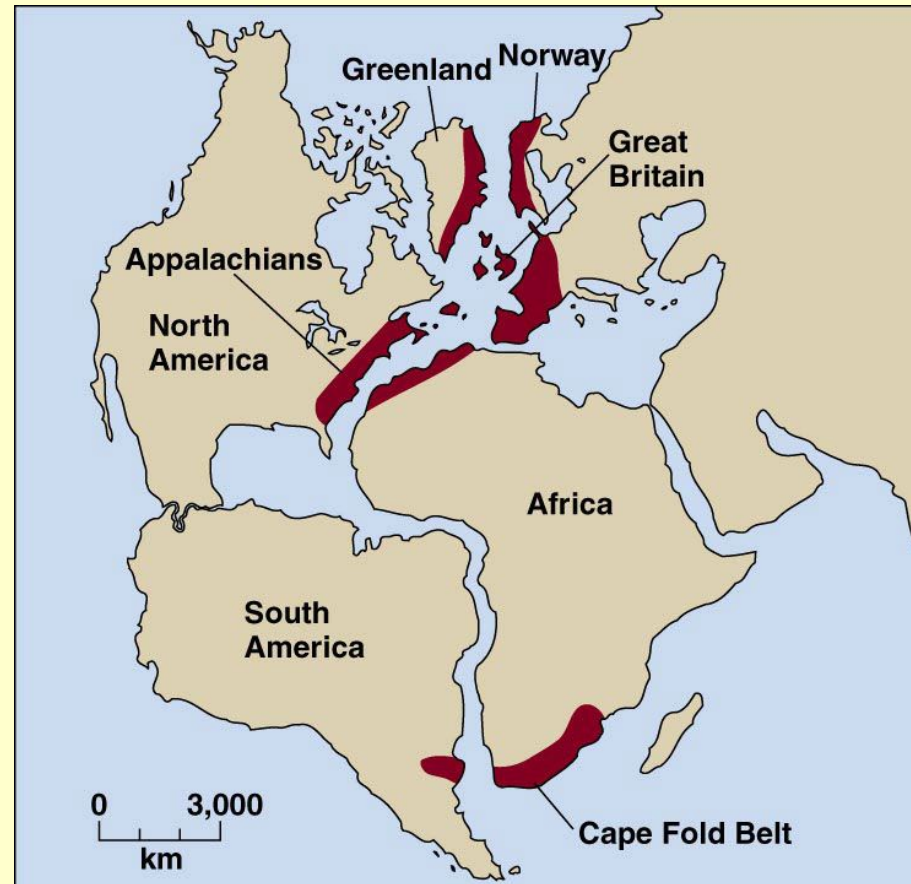 Greenland
Norway
Great
Britain
Appalachians
North
America
Africa
South
America
0 3,000
km
Cape Fold Belt